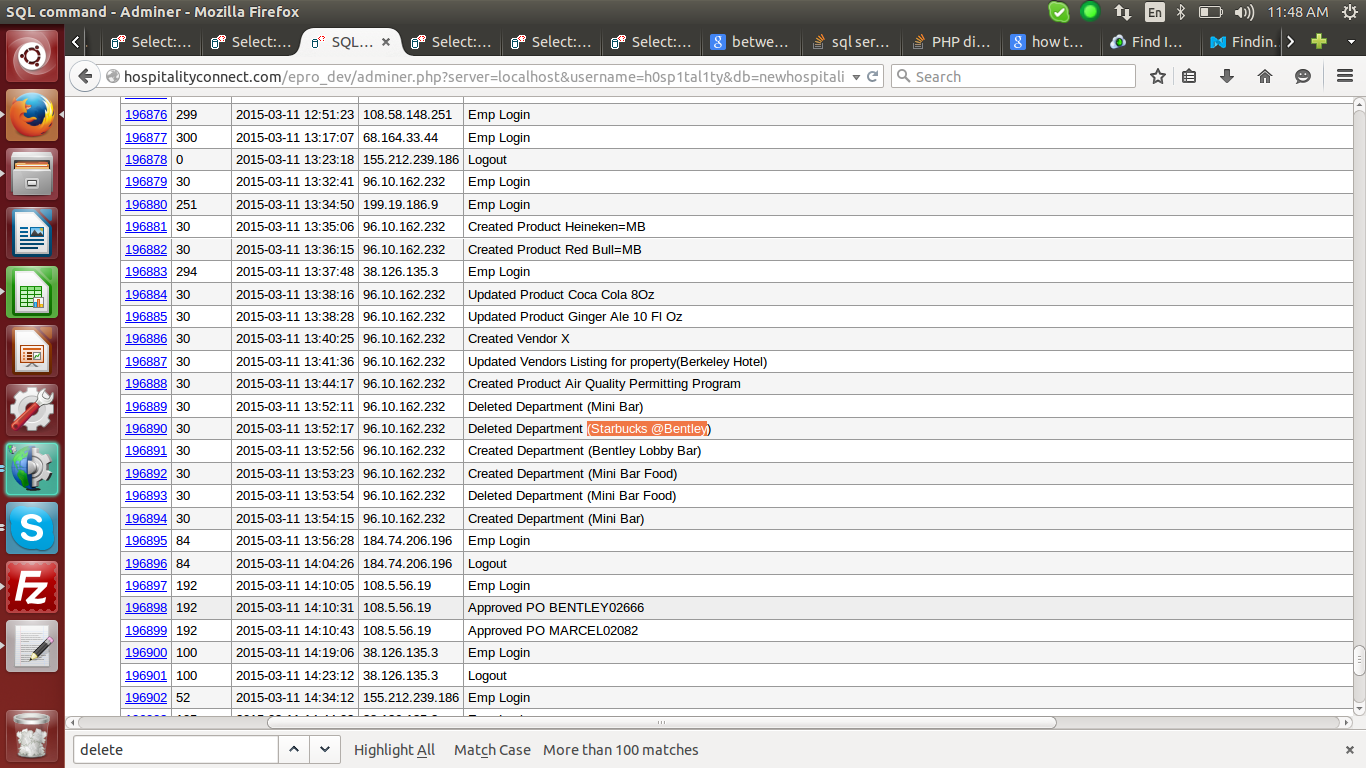 SQL command - Adminer - Mozilla Firefox En 11:48 AM
Select:... Select:... SQL... Select:... Select:... Select:... betwe... sql ser... PHP di... how t... Find I... Findin.
hospitalityconnect.com/epro_dev/adminer.php?server=localhost&username=h0sp1tal1ty&db=newhospitali Search
196876 299 2015-03-11 12:51:23 108.58.148.251 Emp Login
196877 300 2015-03-11 13:17:07 68.164.33.44 Emp Login
196878 0 2015-03-11 13:23:18 155.212.239.186 Logout
196879 30 2015-03-11 13:32:41 96.10.162.232 Emp Login
196880 251 2015-03-11 13:34:50 199.19.186.9 Emp Login
196881 30 2015-03-11 13:35:06 96.10.162.232 Created Product Heineken=MB
196882 30 2015-03-11 13:36:15 96.10.162.232 Created Product Red Bull=MB
196883 294 2015-03-11 13:37:48 38.126.135.3 Emp Login
196884 30 2015-03-11 13:38:16 96.10.162.232 Updated Product Coca Cola 8Oz
196885 30 2015-03-11 13:38:28 96.10.162.232 Updated Product Ginger Ale 10 Fl Oz
196886 30 2015-03-11 13:40:25 96.10.162.232 Created Vendor X
196887 30 2015-03-11 13:41:36 96.10.162.232 Updated Vendors Listing for property(Berkeley Hotel)
196888 30 2015-03-11 13:44:17 96.10.162.232 Created Product Air Quality Permitting Program
196889 30 2015-03-11 13:52:11 96.10.162.232 Deleted Department (Mini Bar)
196890 30 2015-03-11 13:52:17 96.10.162.232 Deleted Department (Starbucks @Bentley)
196891 30 2015-03-11 13:52:56 96.10.162.232 Created Department (Bentley Lobby Bar)
196892 30 2015-03-11 13:53:23 96.10.162.232 Created Department (Mini Bar Food)
196893 30 2015-03-11 13:53:54 96.10.162.232 Deleted Department (Mini Bar Food)
196894 30 2015-03-11 13:54:15 96.10.162.232 Created Department (Mini Bar)
196895 84 2015-03-11 13:56:28 184.74.206.196 Emp Login
196896 84 2015-03-11 14:04:26 184.74.206.196 Logout
196897 192 2015-03-11 14:10:05 108.5.56.19 Emp Login
196898 192 2015-03-11 14:10:31 108.5.56.19 Approved PO BENTLEY02666
196899 192 2015-03-11 14:10:43 108.5.56.19 Approved PO MARCEL02082
196900 100 2015-03-11 14:19:06 38.126.135.3 Emp Login
196901 100 2015-03-11 14:23:12 38.126.135.3 Logout
196902 52 2015-03-11 14:34:12 155.212.239.186 Emp Login
delete Highlight All Match Case More than 100 matches